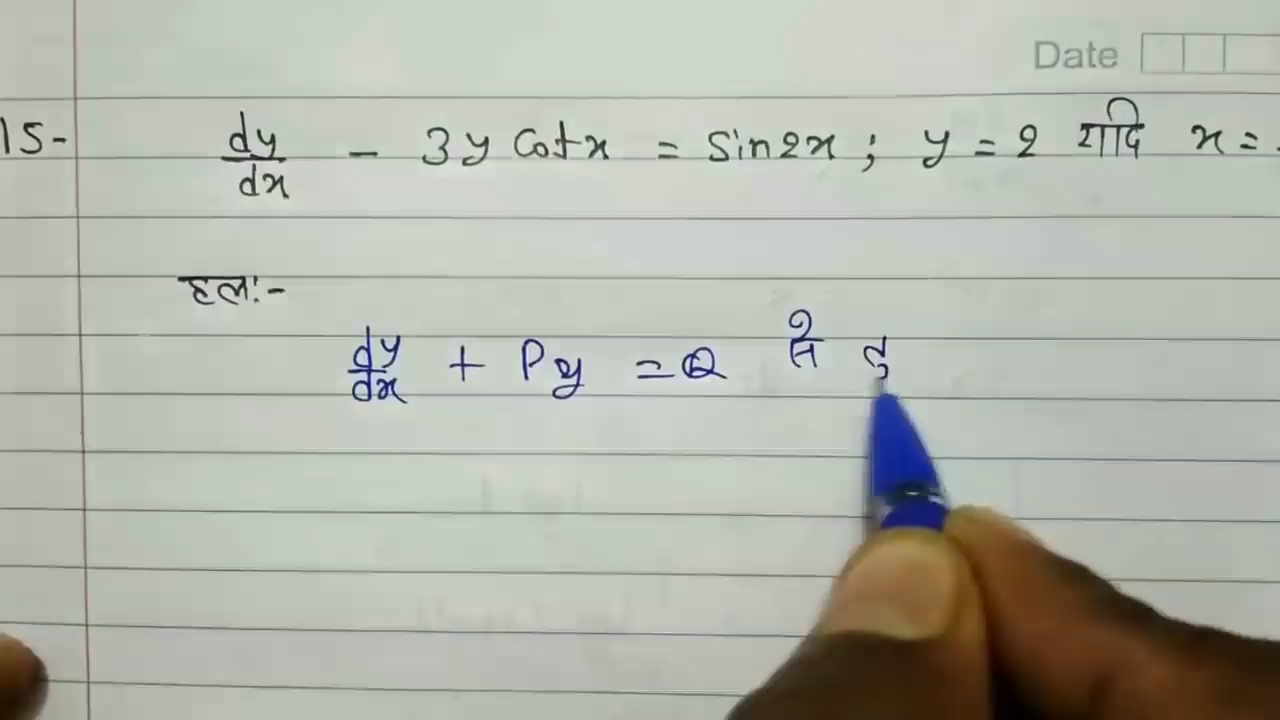 Date
15- dy/dx - 3y Cotx = Sin2x ; y = 2 यदि x =
हलः-
dy/dx + Py = Q से